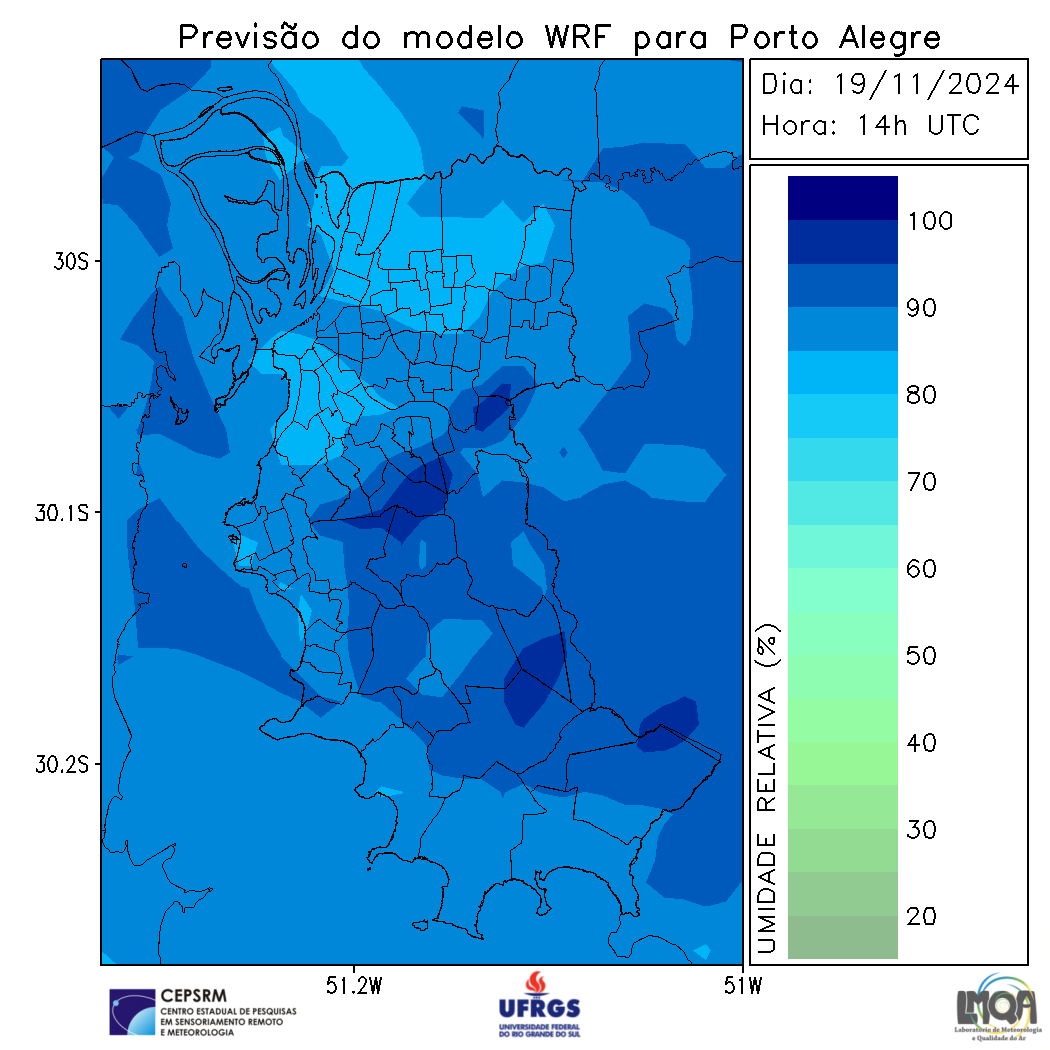 Previsão do modelo WRF para Porto Alegre
Dia: 19/11/2024
Hora: 14h UTC
30S
30.1S
30.2S
51.2W
51W
UMIDADE RELATIVA (%)
100
90
80
70
60
50
40
30
20
CEPSRM
CENTRO ESTADUAL DE PESQUISAS
EM SENSORIAMENTO REMOTO
E METEOROLOGIA
UFRGS
UNIVERSIDADE FEDERAL
DO RIO GRANDE DO SUL
LMQA
Laboratório de Meteorologia
e Qualidade do Ar